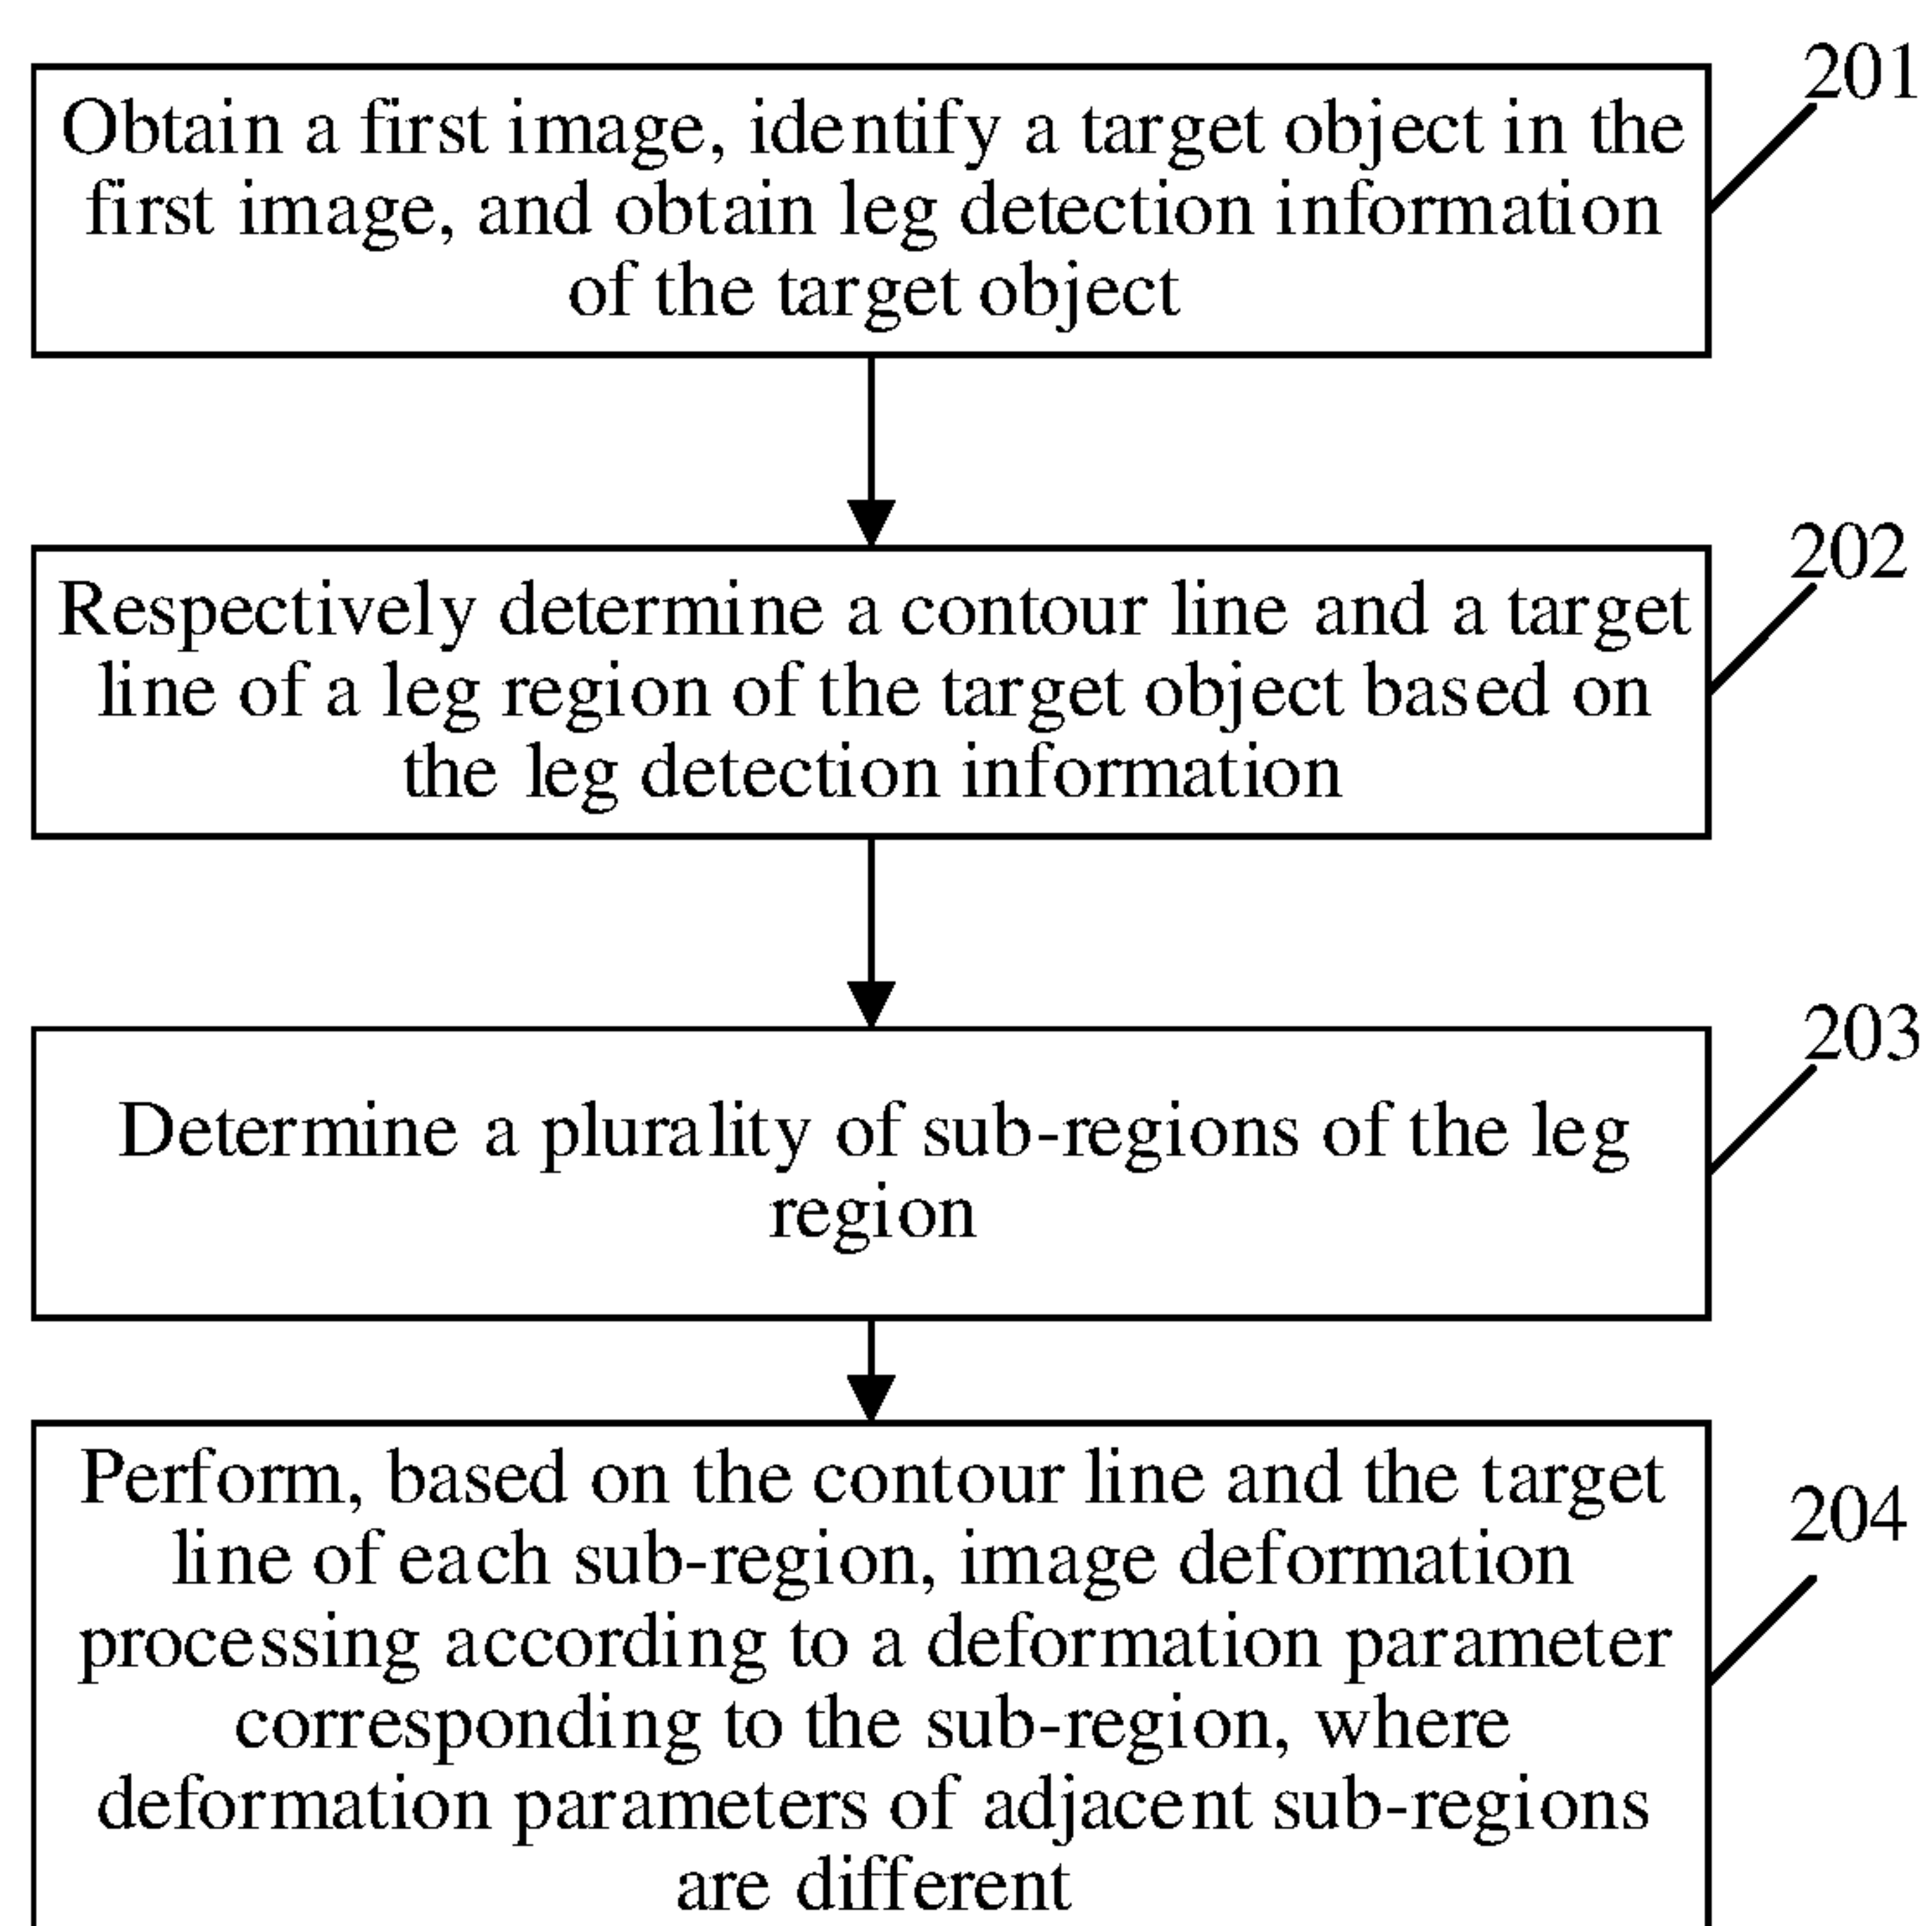 201
Obtain a first image, identify a target object in the
first image, and obtain leg detection information
of the target object
202
Respectively determine a contour line and a target
line of a leg region of the target object based on
the leg detection information
203
Determine a plurality of sub-regions of the leg
region
204
Perform, based on the contour line and the target
line of each sub-region, image deformation
processing according to a deformation parameter
corresponding to the sub-region, where
deformation parameters of adjacent sub-regions
are different